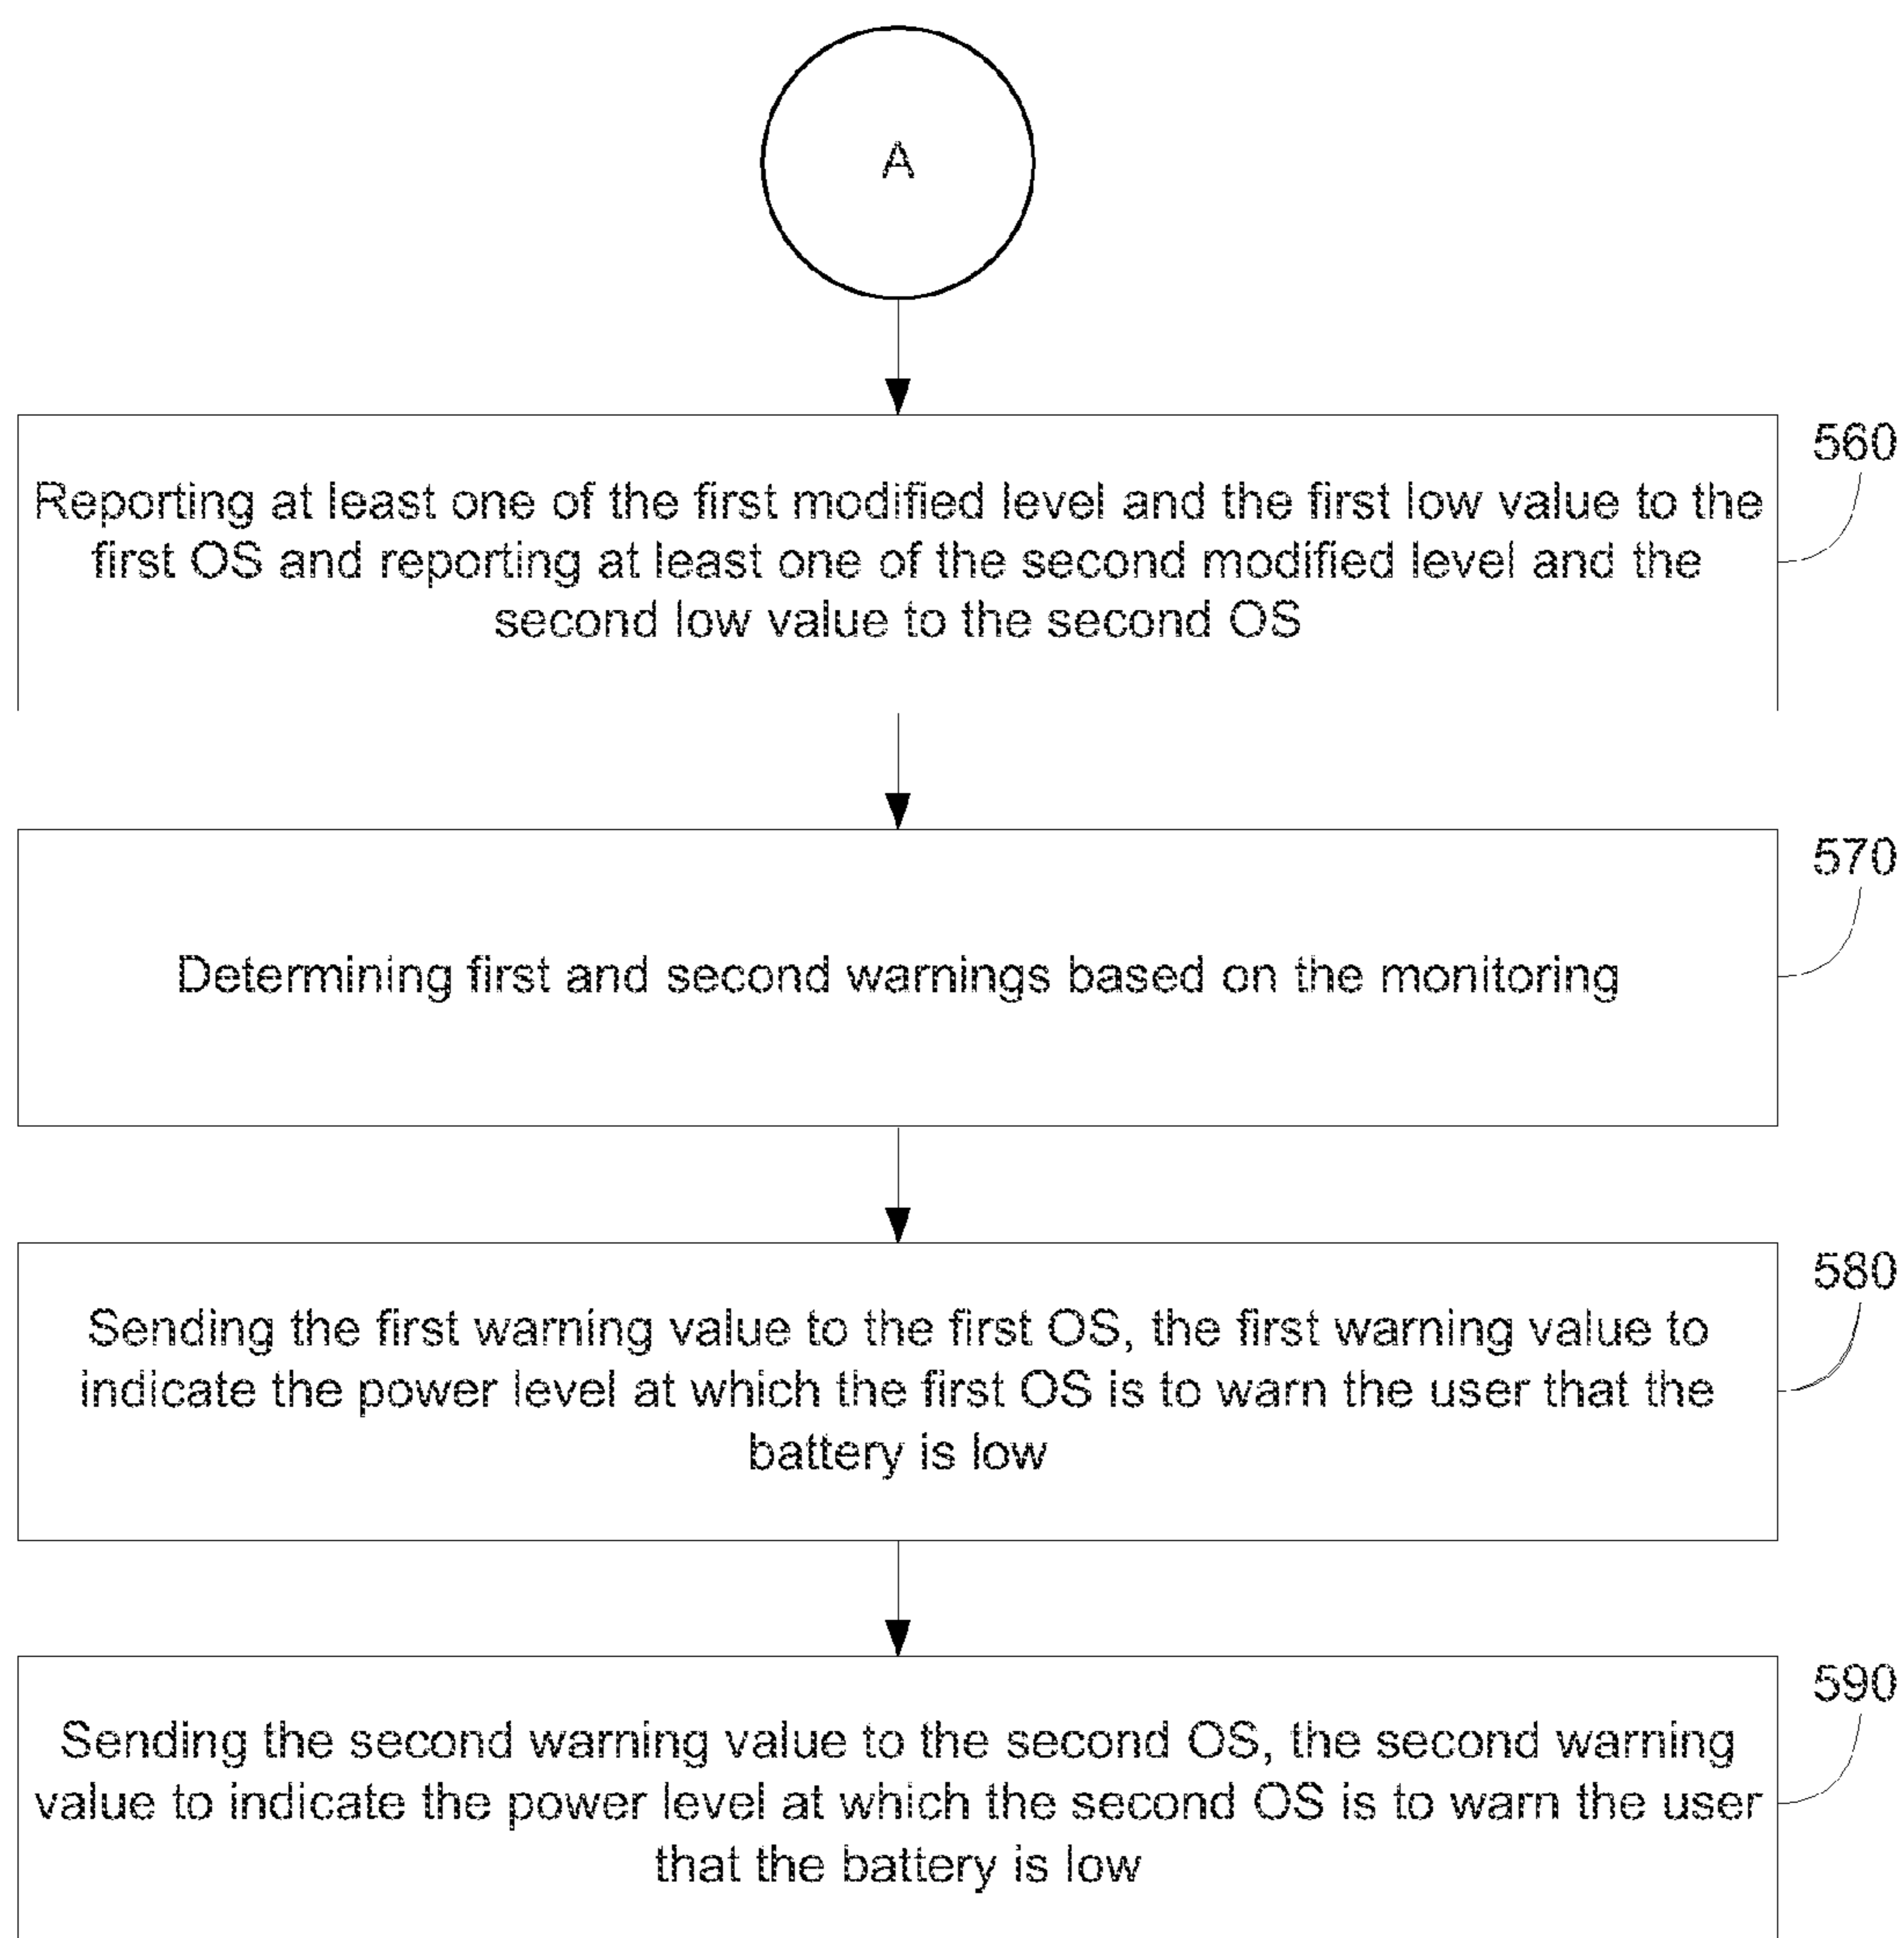 A
560
Reporting at least one of the first modified level and the first low value to the
first OS and reporting at least one of the second modified level and the
second low value to the second OS
570
Determining first and second warnings based on the monitoring
580
Sending the first warning value to the first OS, the first warning value to
indicate the power level at which the first OS is to warn the user that the
battery is low
590
Sending the second warning value to the second OS, the second warning
value to indicate the power level at which the second OS is to warn the user
that the battery is low